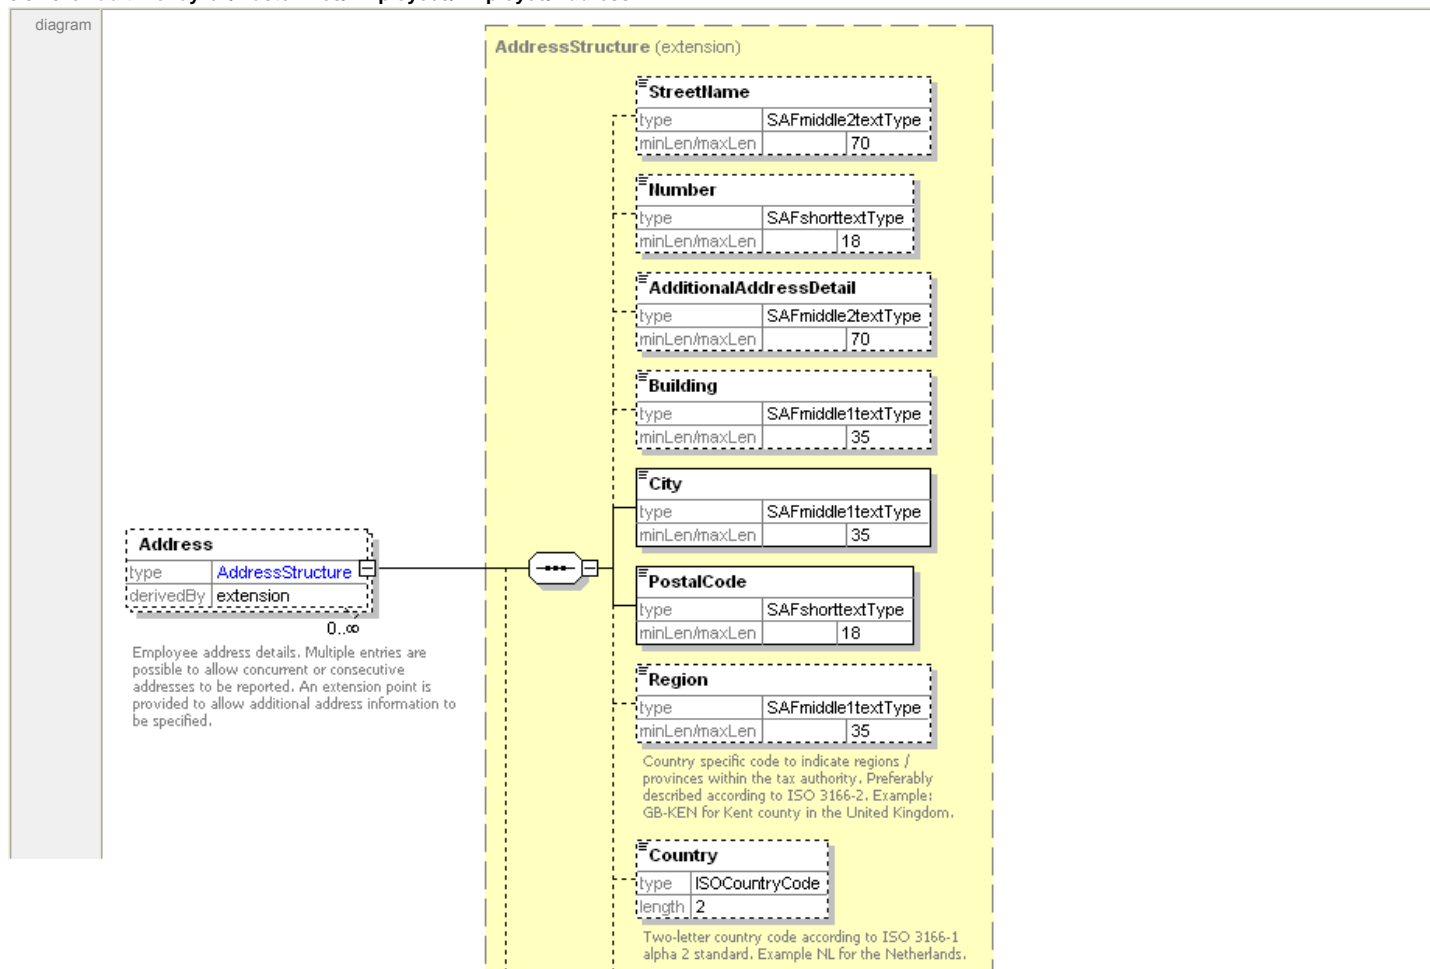 diagram
AddressStructure (extension)
StreetName
type SAFmiddle2textType
minLen/maxLen 70
Number
type SAFshorttextType
minLen/maxLen 18
AdditionalAddressDetail
type SAFmiddle2textType
minLen/maxLen 70
Building
type SAFmiddle1textType
minLen/maxLen 35
City
type SAFmiddle1textType
minLen/maxLen 35
Address
type AddressStructure
derivedBy extension
0..∞
Employee address details. Multiple entries are
possible to allow concurrent or consecutive
addresses to be reported. An extension point is
provided to allow additional address information to
be specified.
PostalCode
type SAFshorttextType
minLen/maxLen 18
Region
type SAFmiddle1textType
minLen/maxLen 35
Country specific code to indicate regions /
provinces within the tax authority. Preferably
described according to ISO 3166-2. Example:
GB-KEN for Kent county in the United Kingdom.
Country
type ISOCountryCode
length 2
Two-letter country code according to ISO 3166-1
alpha 2 standard. Example NL for the Netherlands.